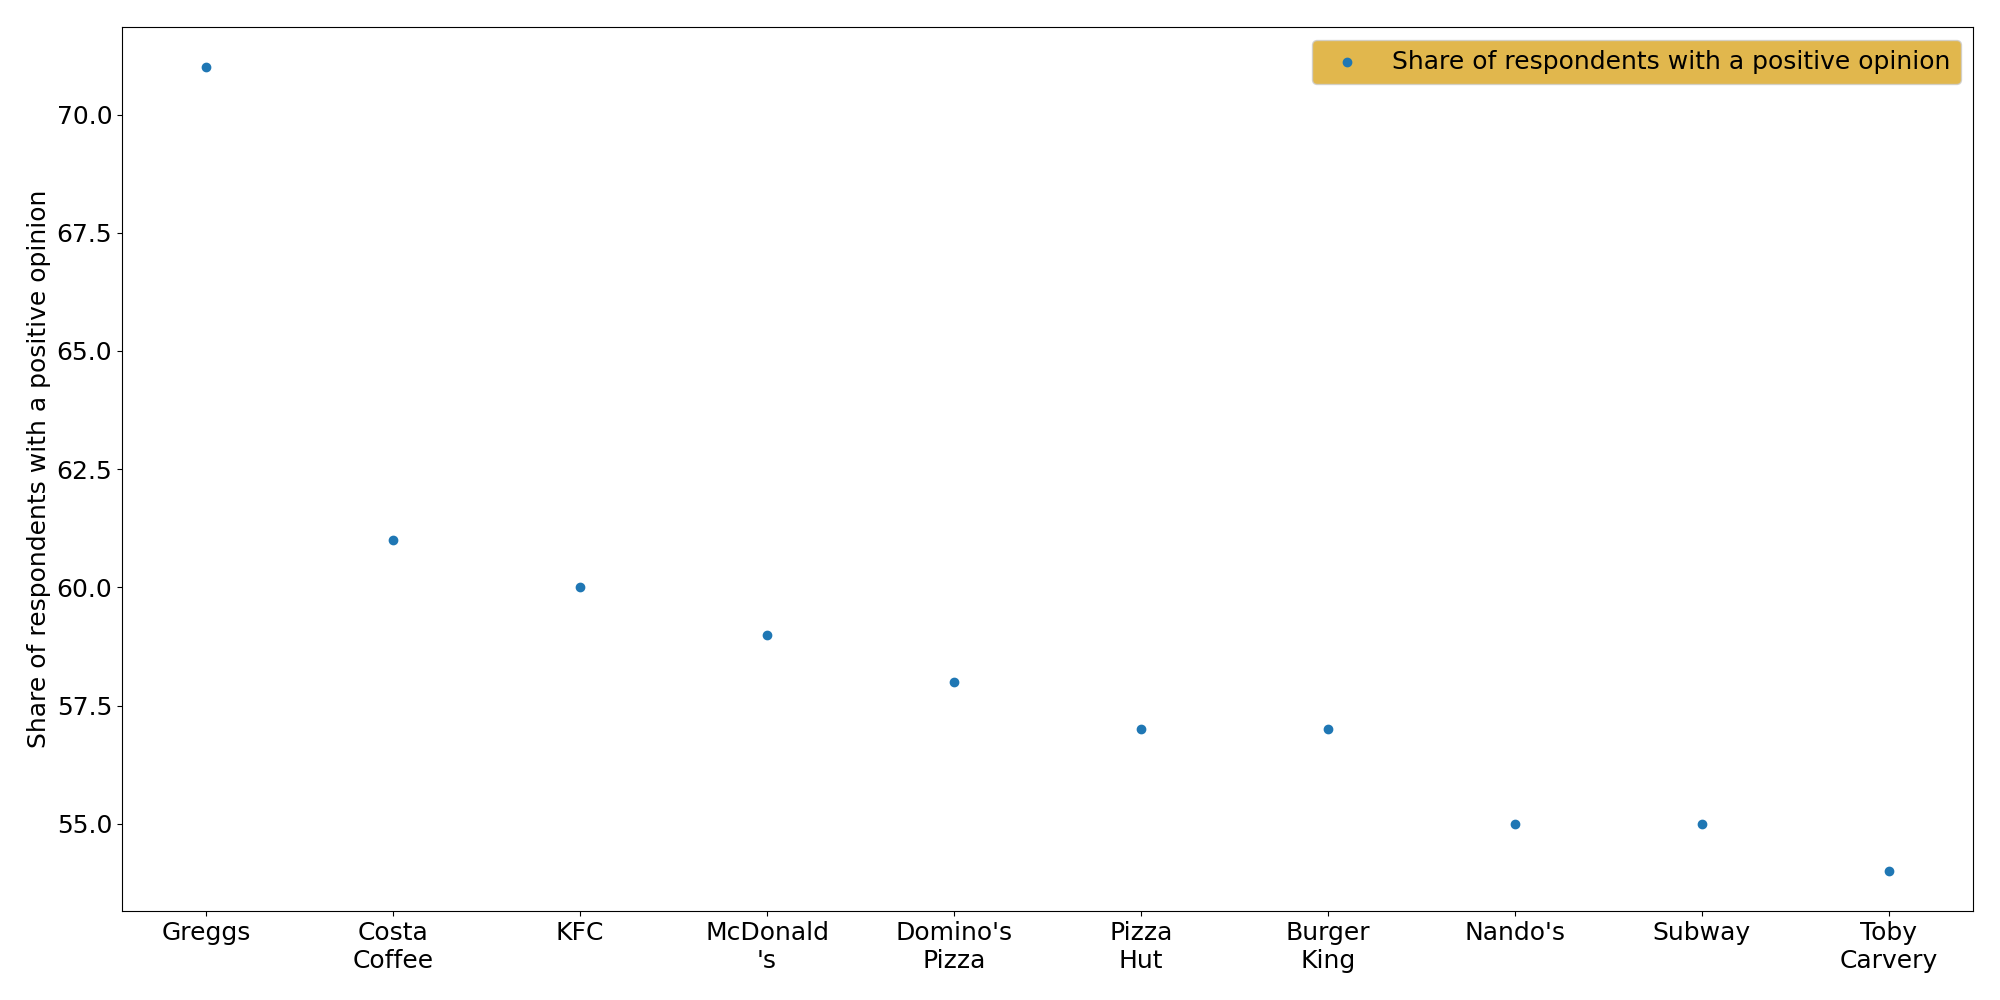 Share of respondents with a positive opinion
Share of respondents with a positive opinion
70.0
67.5
65.0
62.5
60.0
57.5
55.0
Greggs
Costa
Coffee
KFC
McDonald
's
Domino's
Pizza
Pizza
Hut
Burger
King
Nando's
Subway
Toby
Carvery